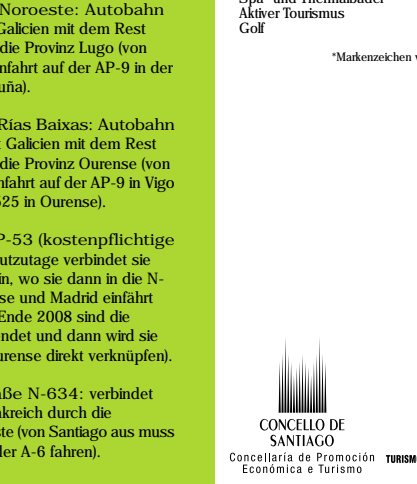 Noroeste: Autobahn
Galicien mit dem Rest
die Provinz Lugo (von
nfahrt auf der AP-9 in der
uña).
Rías Baixas: Autobahn
t Galicien mit dem Rest
die Provinz Ourense (von
nfahrt auf der AP-9 in Vigo
525 in Ourense).
P-53 (kostenpflichtige
utzutage verbindet sie
in, wo sie dann in die N-
se und Madrid einfährt
Ende 2008 sind die
ndet und dann wird sie
urense direkt verknüpfen).
ße N-634: verbindet
nkreich durch die
te (von Santiago aus muss
der A-6 fahren).
Spa- und Thermalbäder
Aktiver Tourismus
Golf
*Markenzeichen v
CONCELLO DE
SANTIAGO
Concellaría de Promoción
Económica e Turismo
TURISM